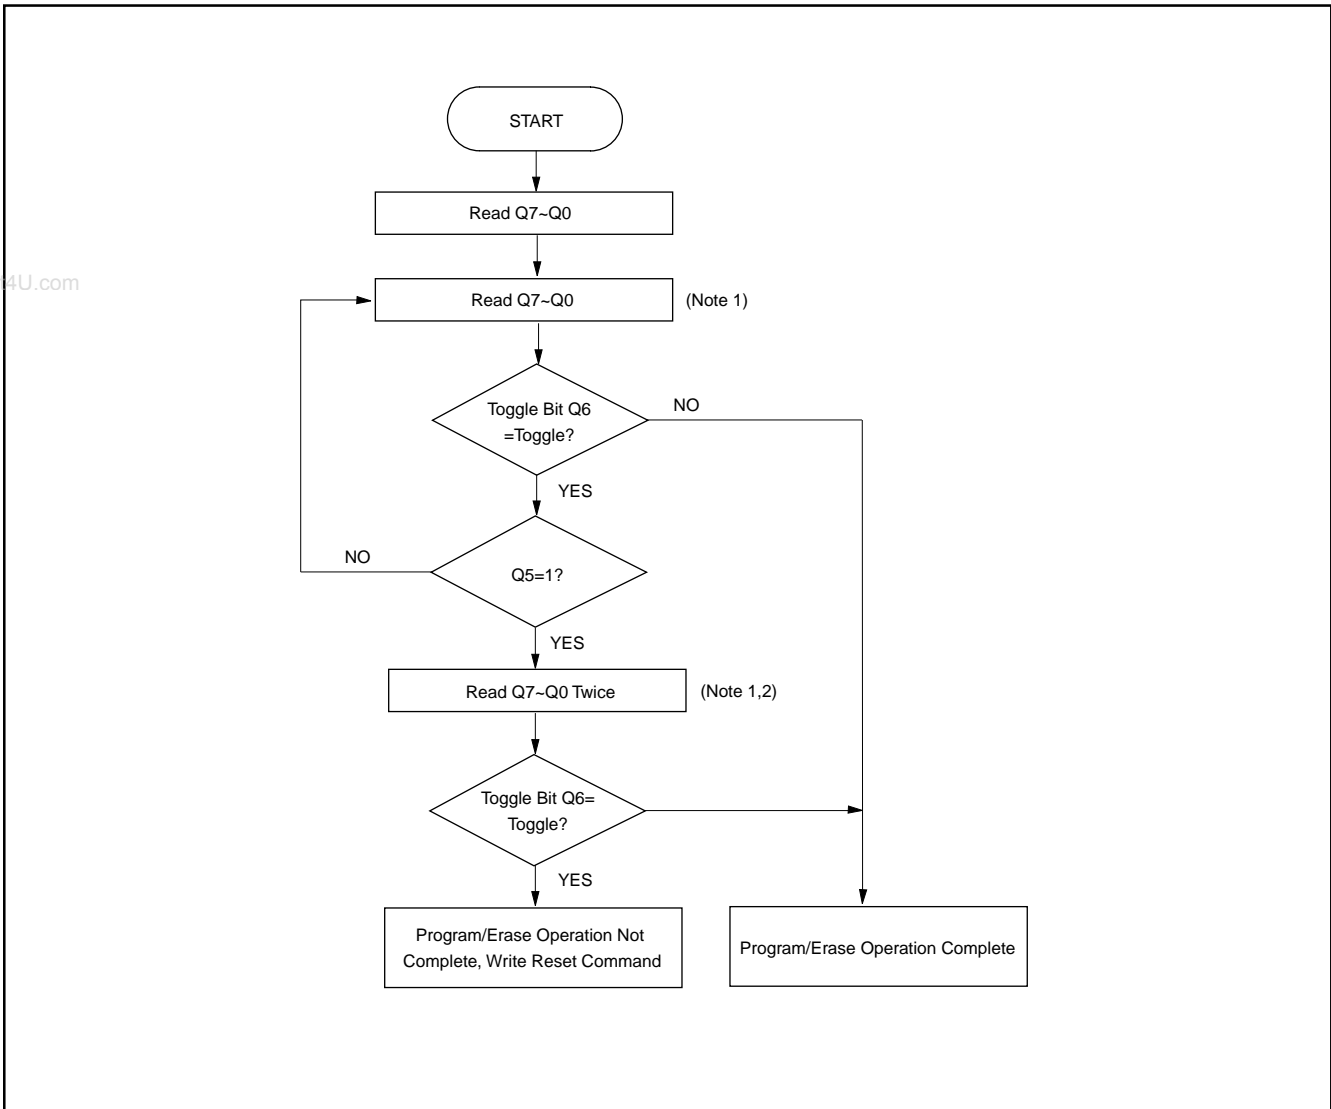 START
Read Q7~Q0
4U.com
Read Q7~Q0
(Note 1)
Toggle Bit Q6
=Toggle?
NO
YES
NO
Q5=1?
YES
Read Q7~Q0 Twice
(Note 1,2)
Toggle Bit Q6=
Toggle?
YES
Program/Erase Operation Not
Complete, Write Reset Command
Program/Erase Operation Complete